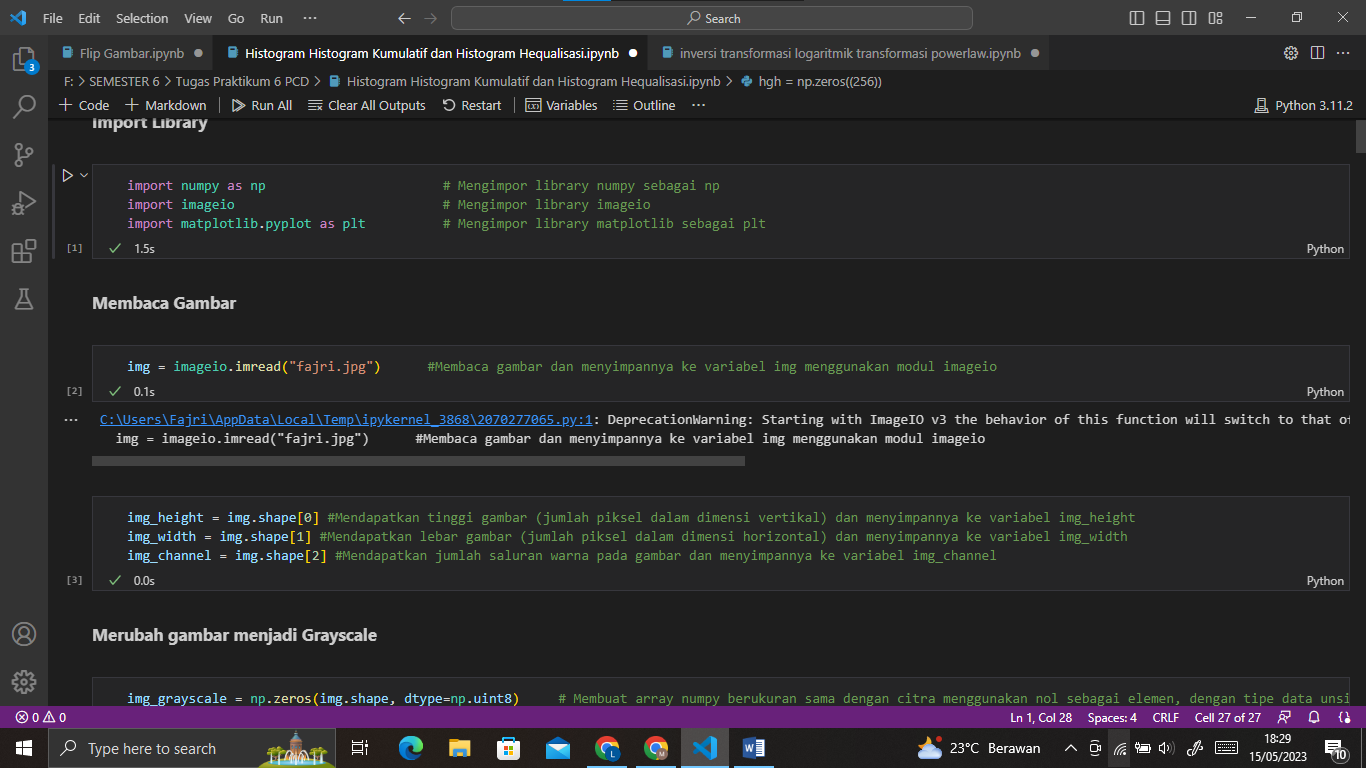 File Edit Selection View Go Run ··· Search
Flip Gambar.ipynb Histogram Histogram Kumulatif dan Histogram Hequalisasi.ipynb inversi transformasi logaritmik transformasi powerlaw.ipynb
F: > SEMESTER 6 > Tugas Praktikum 6 PCD > Histogram Histogram Kumulatif dan Histogram Hequalisasi.ipynb > hgh = np.zeros((256))
+ Code + Markdown | Run All Clear All Outputs Restart | Variables Outline ··· Python 3.11.2
3
Import Library
import numpy as np # Mengimpor library numpy sebagai np
import imageio # Mengimpor library imageio
import matplotlib.pyplot as plt # Mengimpor library matplotlib sebagai plt
[1] ✓ 1.5s Python
Membaca Gambar
img = imageio.imread("fajri.jpg") #Membaca gambar dan menyimpannya ke variabel img menggunakan modul imageio
[2] ✓ 0.1s Python
··· C:\Users\Fajri\AppData\Local\Temp\ipykernel_3868\2070277065.py:1: DeprecationWarning: Starting with ImageIO v3 the behavior of this function will switch to that of
img = imageio.imread("fajri.jpg") #Membaca gambar dan menyimpannya ke variabel img menggunakan modul imageio
img_height = img.shape[0] #Mendapatkan tinggi gambar (jumlah piksel dalam dimensi vertikal) dan menyimpannya ke variabel img_height
img_width = img.shape[1] #Mendapatkan lebar gambar (jumlah piksel dalam dimensi horizontal) dan menyimpannya ke variabel img_width
img_channel = img.shape[2] #Mendapatkan jumlah saluran warna pada gambar dan menyimpannya ke variabel img_channel
[3] ✓ 0.0s Python
Merubah gambar menjadi Grayscale
img_grayscale = np.zeros(img.shape, dtype=np.uint8) # Membuat array numpy berukuran sama dengan citra menggunakan nol sebagai elemen, dengan tipe data unsi
0 0 Ln 1, Col 28 Spaces: 4 CRLF Cell 27 of 27
Type here to search 23°C Berawan 18:29
15/05/2023 10